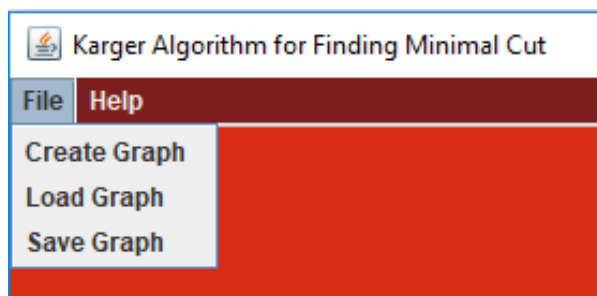 Karger Algorithm for Finding Minimal Cut
File Help
Create Graph
Load Graph
Save Graph